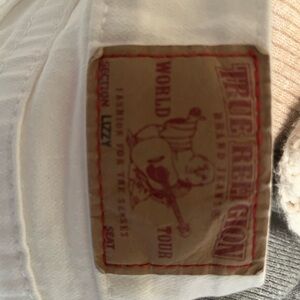 TRUE RELIGION
BRAND JEANS
WORLD TOUR
FASHION FOR THE SENSES
SECTION LIZZY SEAT